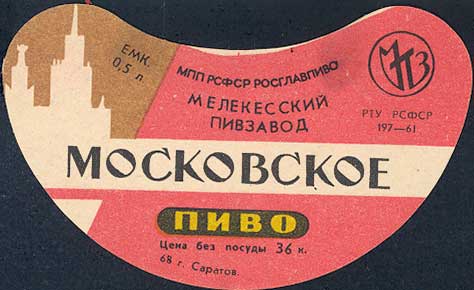 ЕМК.
0,5 л
МПП РСФСР РОСГЛАВПИВО
МЕЛЕКЕССКИЙ
ПИВЗАВОД
МПЗ
РТУ РСФСР
197—61
МОСКОВСКОЕ
ПИВО
Цена без посуды 36 к.
68 г. Саратов.